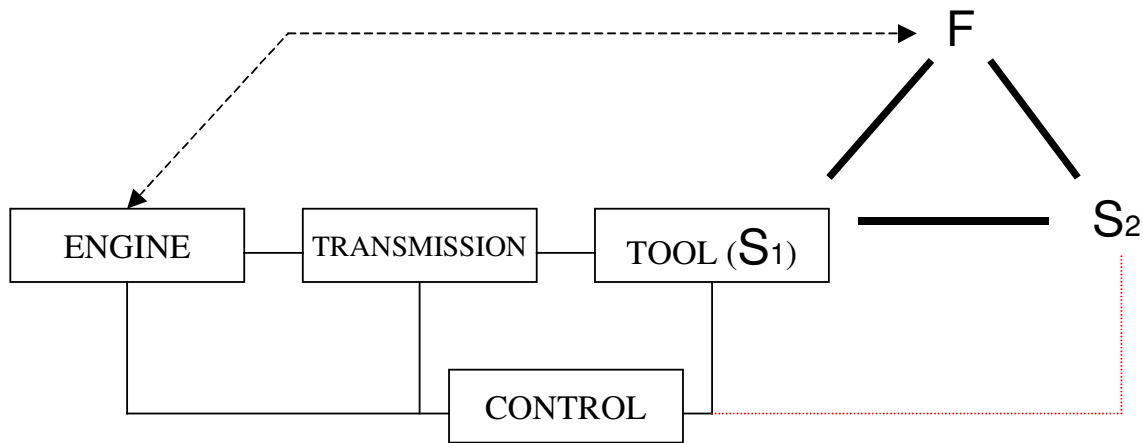 F
ENGINE
TRANSMISSION
TOOL (S1)
S2
CONTROL